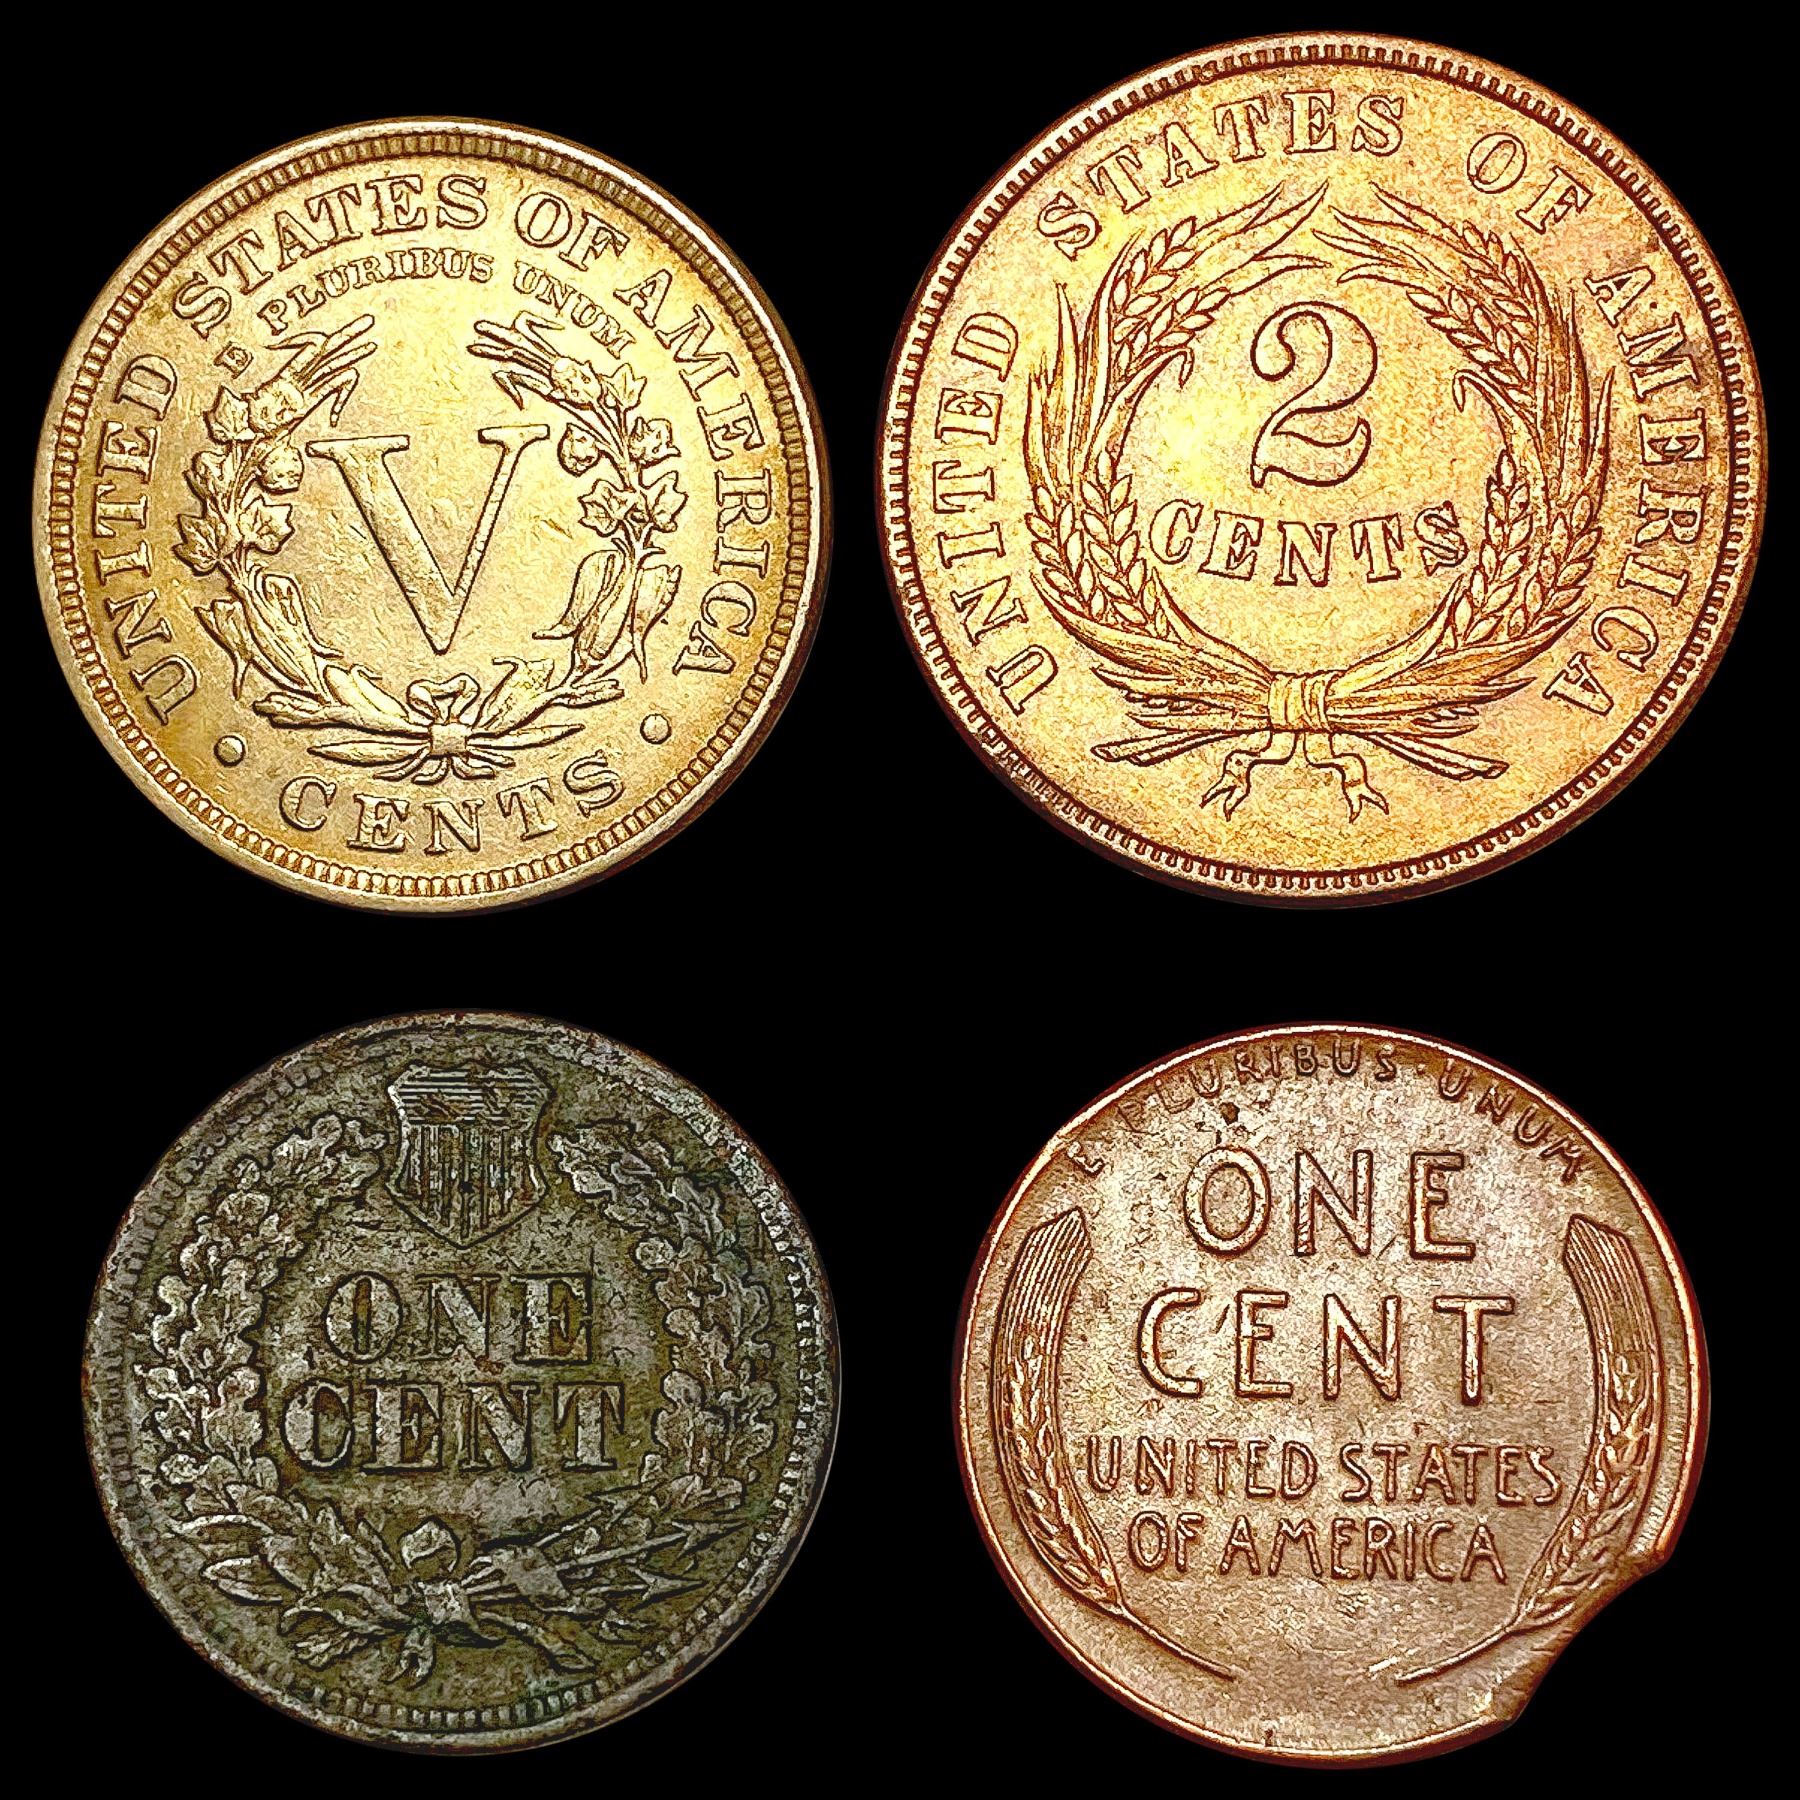 UNITED STATES OF AMERICA
E PLURIBUS UNUM
V
• CENTS •
UNITED STATES OF AMERICA
2
CENTS
ONE
CENT
E PLURIBUS • UNUM
ONE
CENT
UNITED STATES
OF AMERICA